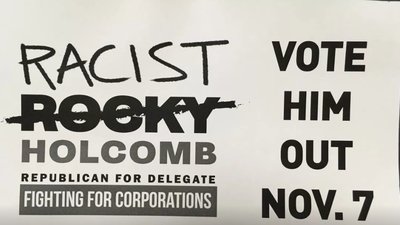 RACIST
ROCKY
HOLCOMB
REPUBLICAN FOR DELEGATE
FIGHTING FOR CORPORATIONS
VOTE
HIM
OUT
NOV. 7